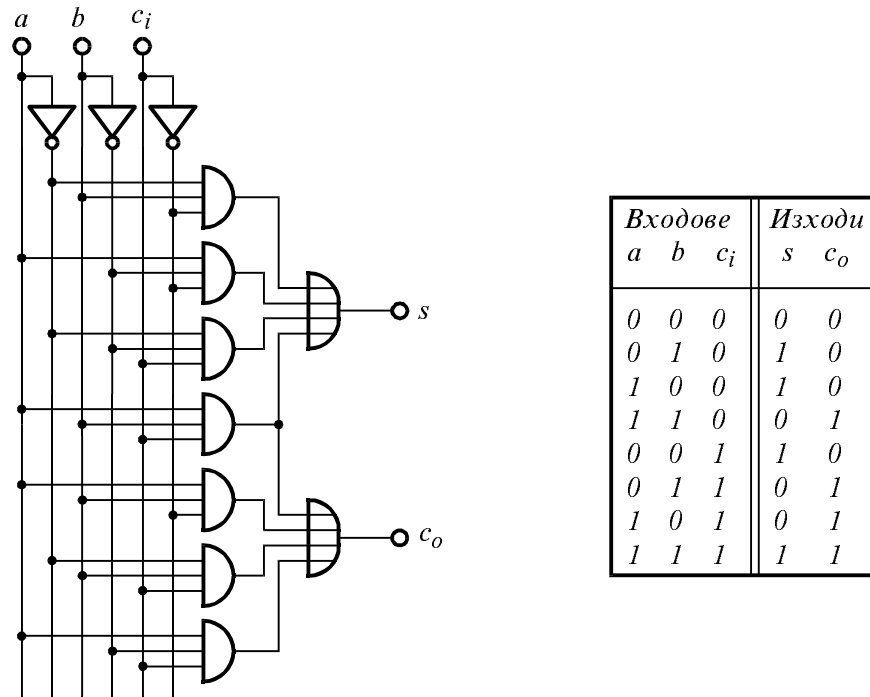 a b c_i
s
c_o
Входове Изходи
a b c_i s c_o
0 0 0 0 0
0 1 0 1 0
1 0 0 1 0
1 1 0 0 1
0 0 1 1 0
0 1 1 0 1
1 0 1 0 1
1 1 1 1 1